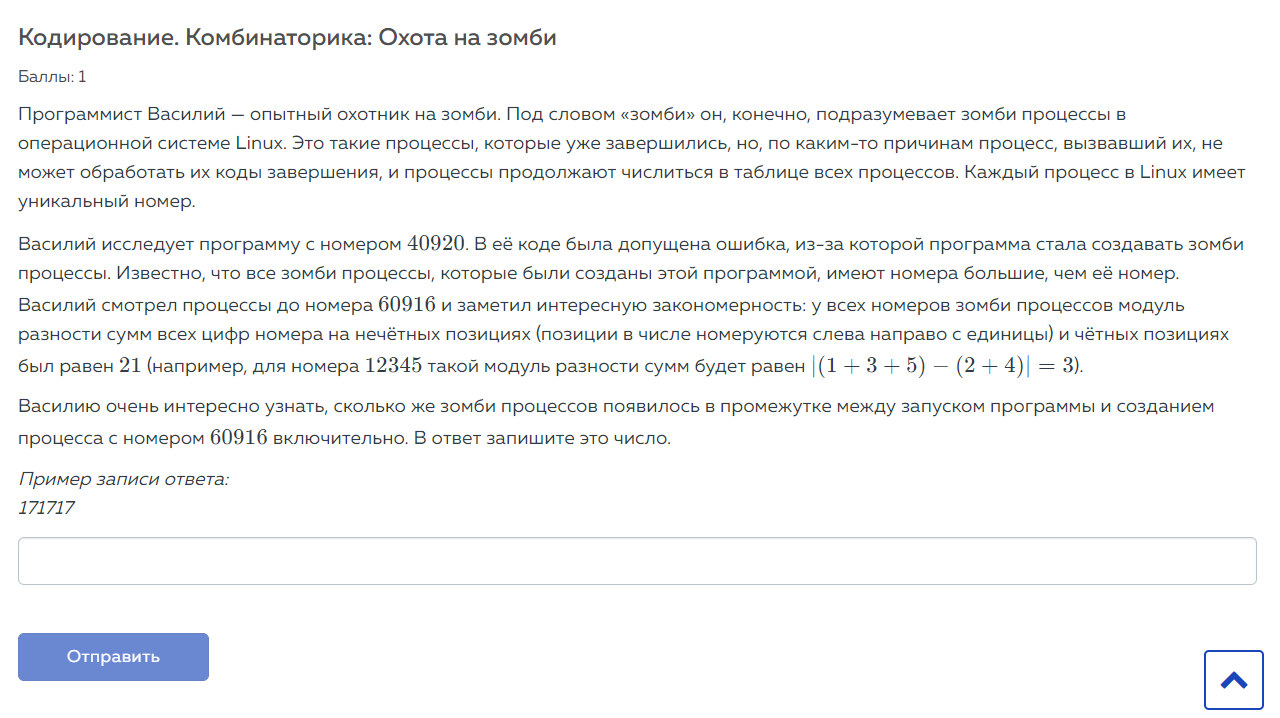 Кодирование. Комбинаторика: Охота на зомби
Баллы: 1
Программист Василий — опытный охотник на зомби. Под словом «зомби» он, конечно, подразумевает зомби процессы в
операционной системе Linux. Это такие процессы, которые уже завершились, но, по каким-то причинам процесс, вызвавший их, не
может обработать их коды завершения, и процессы продолжают числиться в таблице всех процессов. Каждый процесс в Linux имеет
уникальный номер.
Василий исследует программу с номером 40920. В её коде была допущена ошибка, из-за которой программа стала создавать зомби
процессы. Известно, что все зомби процессы, которые были созданы этой программой, имеют номера большие, чем её номер.
Василий смотрел процессы до номера 60916 и заметил интересную закономерность: у всех номеров зомби процессов модуль
разности сумм всех цифр номера на нечётных позициях (позиции в числе номеруются слева направо с единицы) и чётных позициях
был равен 21 (например, для номера 12345 такой модуль разности сумм будет равен |(1 + 3 + 5) − (2 + 4)| = 3).
Василию очень интересно узнать, сколько же зомби процессов появилось в промежутке между запуском программы и созданием
процесса с номером 60916 включительно. В ответ запишите это число.
Пример записи ответа:
171717
Отправить